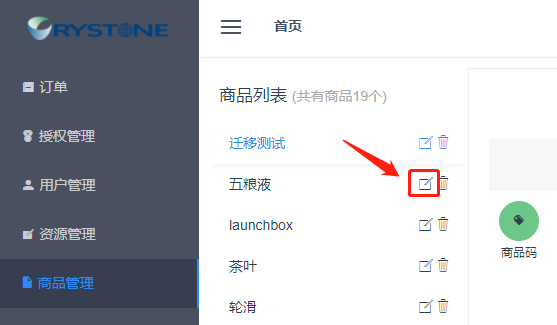 CRYSTONE
首页
订单
授权管理
用户管理
资源管理
商品管理
商品列表 (共有商品19个)
迁移测试
五粮液
launchbox
茶叶
轮滑
商品码